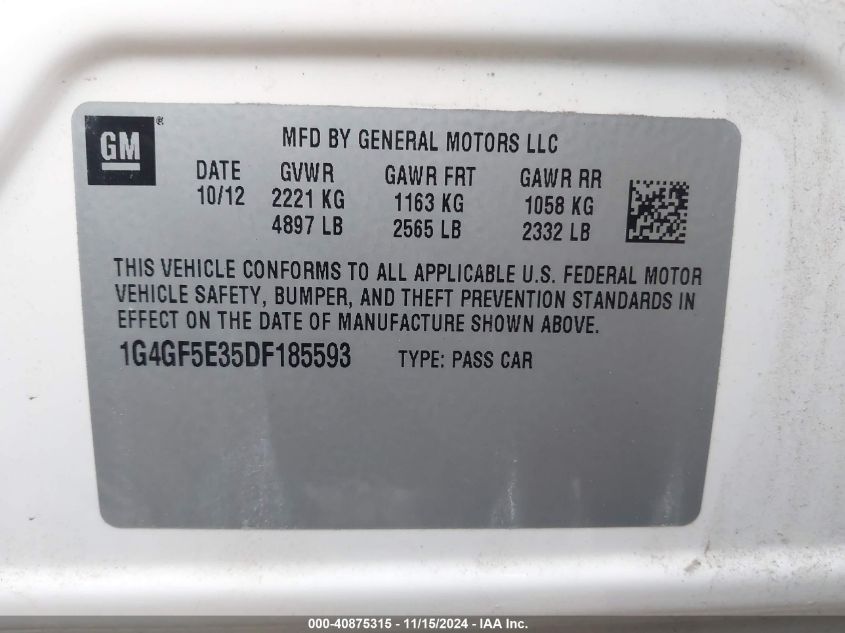 GM®
MFD BY GENERAL MOTORS LLC
DATE GVWR GAWR FRT GAWR RR
10/12 2221 KG 1163 KG 1058 KG
4897 LB 2565 LB 2332 LB
THIS VEHICLE CONFORMS TO ALL APPLICABLE U.S. FEDERAL MOTOR
VEHICLE SAFETY, BUMPER, AND THEFT PREVENTION STANDARDS IN
EFFECT ON THE DATE OF MANUFACTURE SHOWN ABOVE.
1G4GF5E35DF185593 TYPE: PASS CAR
000-40875315 - 11/15/2024 - IAA Inc.